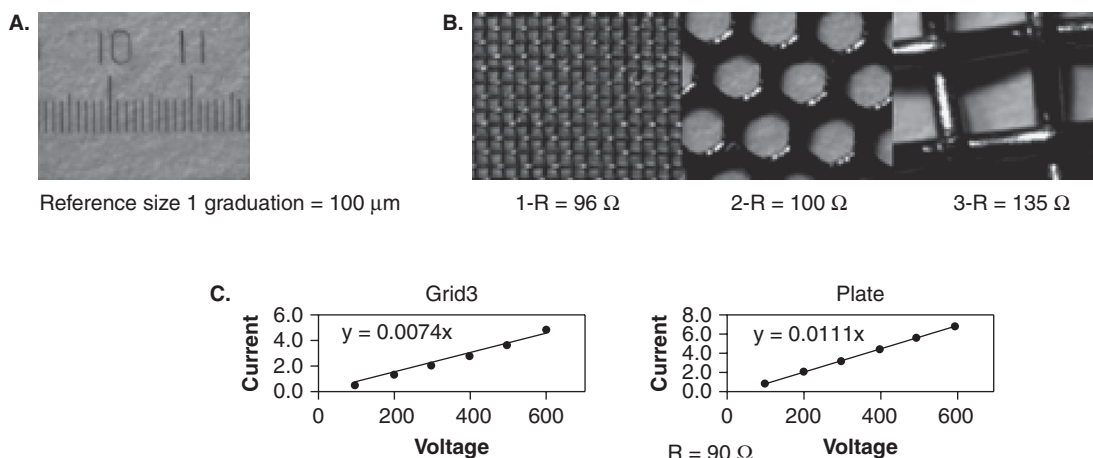 A.
10 11
Reference size 1 graduation = 100 μm
B.
1-R = 96 Ω
2-R = 100 Ω
3-R = 135 Ω
C.
Grid3
Current
6.0
4.0
2.0
0.0
y = 0.0074x
0 200 400 600
Voltage
Plate
Current
8.0
6.0
4.0
2.0
0.0
y = 0.0111x
0 200 400 600
R = 90 Ω
Voltage